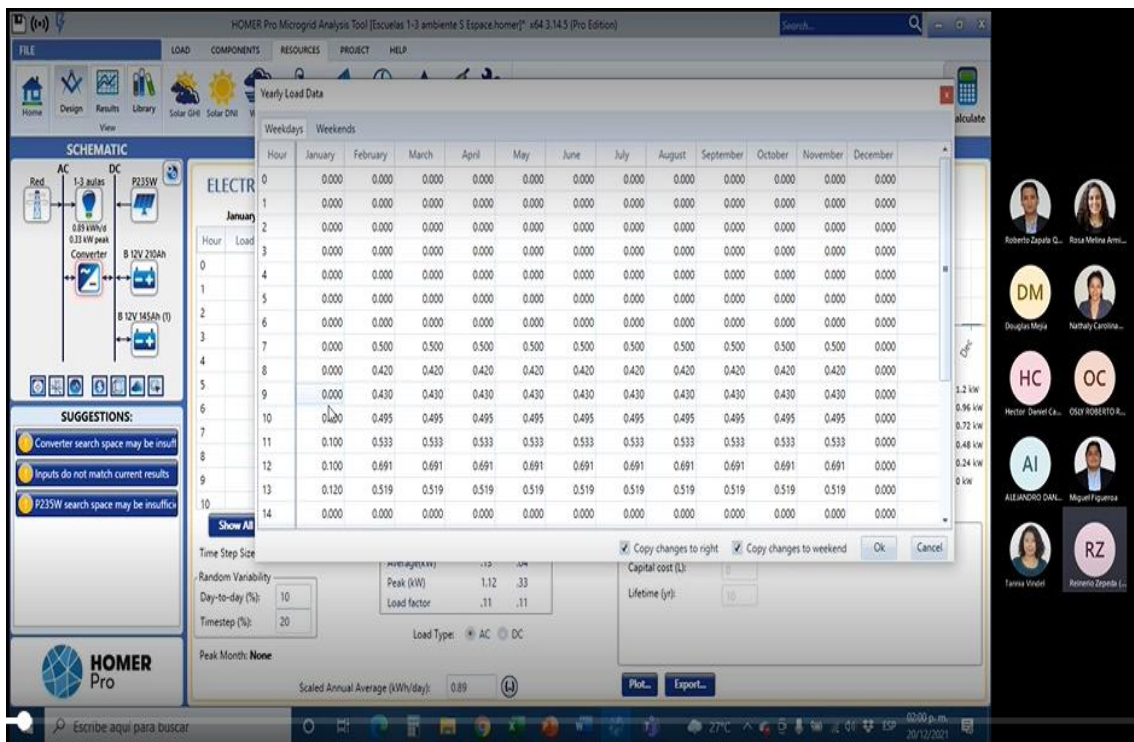 HOMER Pro Microgrid Analysis Tool [Escuelas 1-3 ambiente S Espace.homer]* x64 3.14.5 (Pro Edition)
Search...
FILE
LOAD COMPONENTS RESOURCES PROJECT HELP
Home
Design Results Library
View
Solar GHI Solar DNI
Calculate
SCHEMATIC
AC DC
Red 1-3 aulas P235W
0.89 kWh/d
0.33 kW peak
Converter B 12V 210Ah
B 12V 145Ah (1)
SUGGESTIONS:
Converter search space may be insuff
Inputs do not match current results
P235W search space may be insufficie
HOMER
Pro
ELECTR
January
Hour Load
0
1
2
3
4
5
6
7
8
9
10
Show All
Time Step Size
Random Variability
Day-to-day (%): 10
Timestep (%): 20
Peak Month: None
Yearly Load Data
Weekdays Weekends
Hour January February March April May June July August September October November December
0 0.000 0.000 0.000 0.000 0.000 0.000 0.000 0.000 0.000 0.000 0.000 0.000
1 0.000 0.000 0.000 0.000 0.000 0.000 0.000 0.000 0.000 0.000 0.000 0.000
2 0.000 0.000 0.000 0.000 0.000 0.000 0.000 0.000 0.000 0.000 0.000 0.000
3 0.000 0.000 0.000 0.000 0.000 0.000 0.000 0.000 0.000 0.000 0.000 0.000
4 0.000 0.000 0.000 0.000 0.000 0.000 0.000 0.000 0.000 0.000 0.000 0.000
5 0.000 0.000 0.000 0.000 0.000 0.000 0.000 0.000 0.000 0.000 0.000 0.000
6 0.000 0.000 0.000 0.000 0.000 0.000 0.000 0.000 0.000 0.000 0.000 0.000
7 0.000 0.500 0.500 0.500 0.500 0.500 0.500 0.500 0.500 0.500 0.500 0.000
8 0.000 0.420 0.420 0.420 0.420 0.420 0.420 0.420 0.420 0.420 0.420 0.000
9 0.000 0.430 0.430 0.430 0.430 0.430 0.430 0.430 0.430 0.430 0.430 0.000
10 0.495 0.495 0.495 0.495 0.495 0.495 0.495 0.495 0.495 0.495 0.000
11 0.100 0.533 0.533 0.533 0.533 0.533 0.533 0.533 0.533 0.533 0.533 0.000
12 0.100 0.691 0.691 0.691 0.691 0.691 0.691 0.691 0.691 0.691 0.691 0.000
13 0.120 0.519 0.519 0.519 0.519 0.519 0.519 0.519 0.519 0.519 0.519 0.000
14 0.000 0.000 0.000 0.000 0.000 0.000 0.000 0.000 0.000 0.000 0.000 0.000
Copy changes to right Copy changes to weekend Ok Cancel
Dec
1.2 kW
0.96 kW
0.72 kW
0.48 kW
0.24 kW
0 kW
Average(kW) .13 .04
Peak (kW) 1.12 .33
Load factor .11 .11
Load Type: AC DC
Capital cost (L): 0
Lifetime (yr): 10
Scaled Annual Average (kWh/day): 0.89
Plot... Export...
Escribe aquí para buscar
27°C
ESP
02:00 p. m.
20/12/2021
Roberto Zapata Q... Rosa Melina Armi...
DM
Douglas Mejia Nathaly Carolina...
HC OC
Hector Daniel Ca... OSLY ROBERTO R...
AI
ALEJANDRO DAN... Miguel Figueroa
RZ
Tannia Vindel Reinerio Zepeda (...